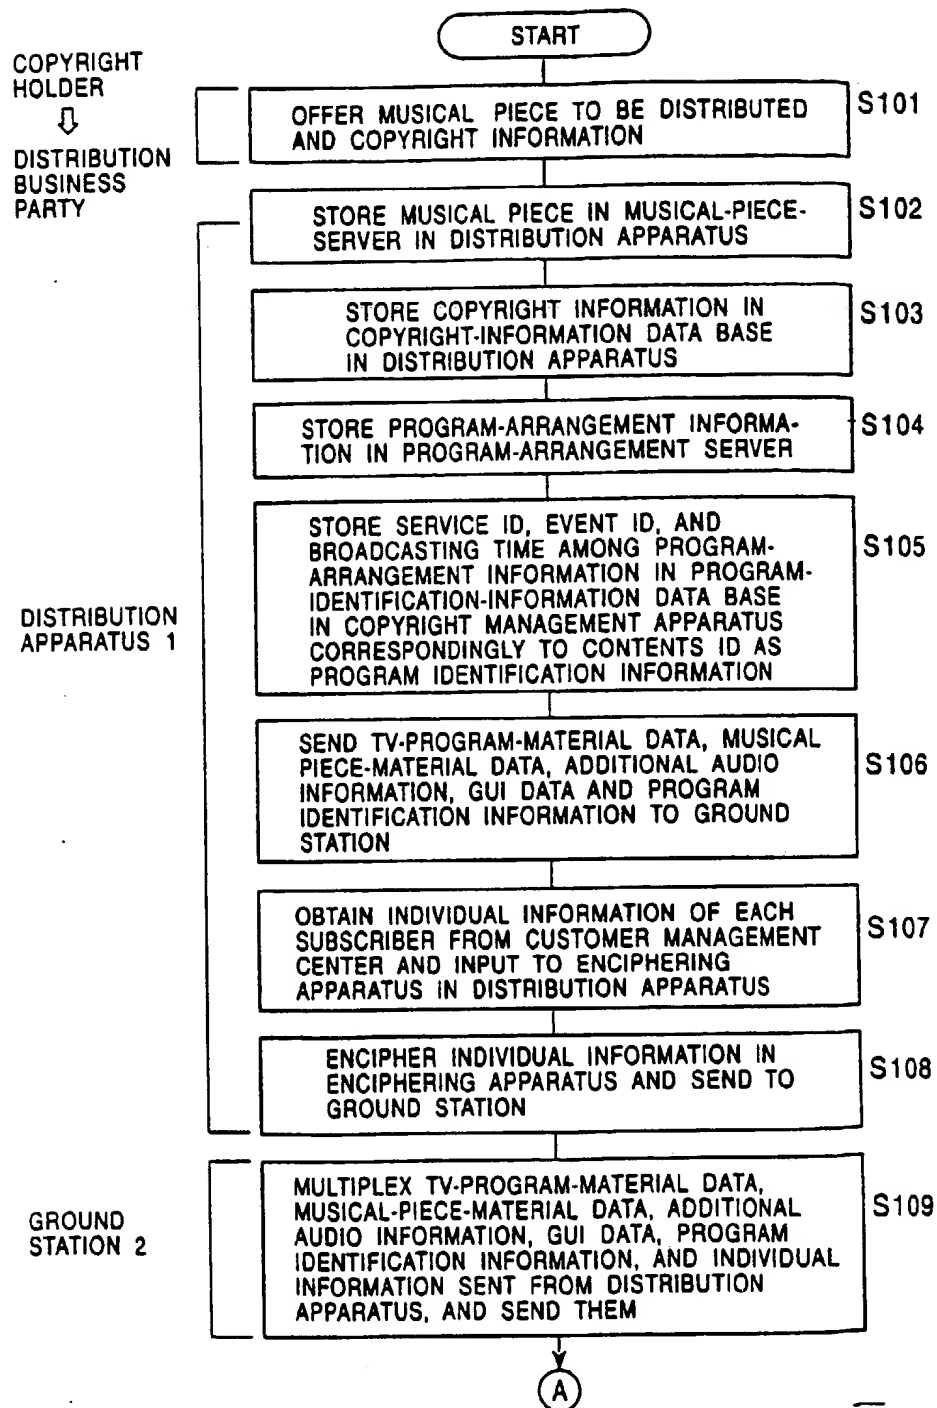 START
COPYRIGHT
HOLDER
DISTRIBUTION
BUSINESS
PARTY
OFFER MUSICAL PIECE TO BE DISTRIBUTED
AND COPYRIGHT INFORMATION
S101
STORE MUSICAL PIECE IN MUSICAL-PIECE-
SERVER IN DISTRIBUTION APPARATUS
S102
STORE COPYRIGHT INFORMATION IN
COPYRIGHT-INFORMATION DATA BASE
IN DISTRIBUTION APPARATUS
S103
STORE PROGRAM-ARRANGEMENT INFORMA-
TION IN PROGRAM-ARRANGEMENT SERVER
S104
STORE SERVICE ID, EVENT ID, AND
BROADCASTING TIME AMONG PROGRAM-
ARRANGEMENT INFORMATION IN PROGRAM-
IDENTIFICATION-INFORMATION DATA BASE
IN COPYRIGHT MANAGEMENT APPARATUS
CORRESPONDINGLY TO CONTENTS ID AS
PROGRAM IDENTIFICATION INFORMATION
S105
DISTRIBUTION
APPARATUS 1
SEND TV-PROGRAM-MATERIAL DATA, MUSICAL
PIECE-MATERIAL DATA, ADDITIONAL AUDIO
INFORMATION, GUI DATA AND PROGRAM
IDENTIFICATION INFORMATION TO GROUND
STATION
S106
OBTAIN INDIVIDUAL INFORMATION OF EACH
SUBSCRIBER FROM CUSTOMER MANAGEMENT
CENTER AND INPUT TO ENCIPHERING
APPARATUS IN DISTRIBUTION APPARATUS
S107
ENCIPHER INDIVIDUAL INFORMATION IN
ENCIPHERING APPARATUS AND SEND TO
GROUND STATION
S108
GROUND
STATION 2
MULTIPLEX TV-PROGRAM-MATERIAL DATA,
MUSICAL-PIECE-MATERIAL DATA, ADDITIONAL
AUDIO INFORMATION, GUI DATA, PROGRAM
IDENTIFICATION INFORMATION, AND INDIVIDUAL
INFORMATION SENT FROM DISTRIBUTION
APPARATUS, AND SEND THEM
S109
A